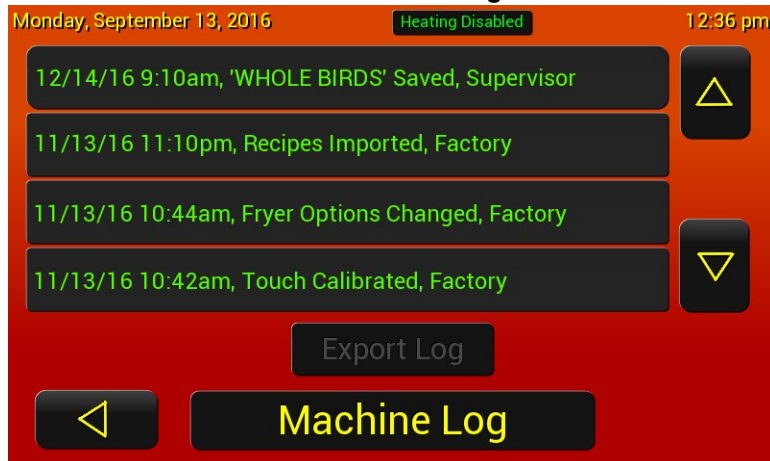 Monday, September 13, 2016 Heating Disabled 12:36 pm
12/14/16 9:10am, 'WHOLE BIRDS' Saved, Supervisor
11/13/16 11:10pm, Recipes Imported, Factory
11/13/16 10:44am, Fryer Options Changed, Factory
11/13/16 10:42am, Touch Calibrated, Factory
Export Log
Machine Log